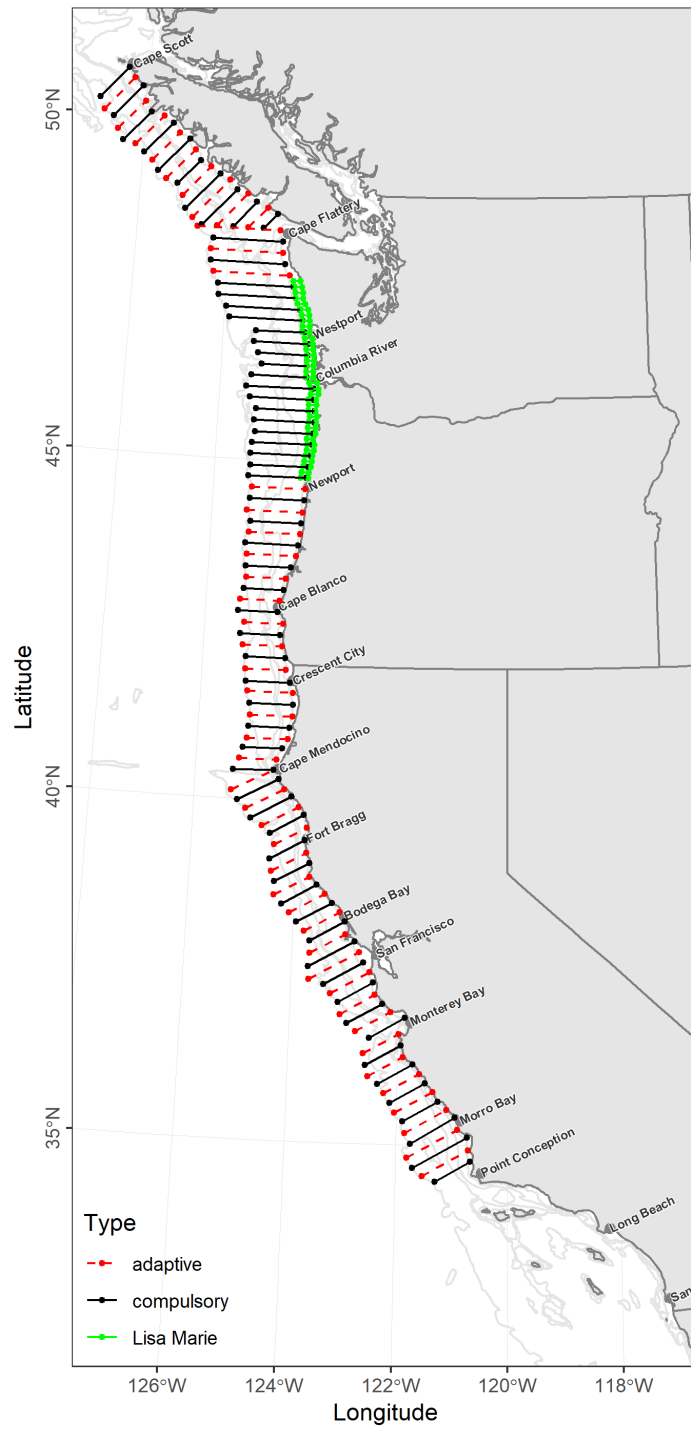 Cape Scott
50°N
Cape Flattery
Westport
Columbia River
45°N
Newport
Cape Blanco
Latitude
Crescent City
Cape Mendocino
40°N
Fort Bragg
Bodega Bay
San Francisco
Monterey Bay
Morro Bay
35°N
Point Conception
Long Beach
San
Type
adaptive
compulsory
Lisa Marie
126°W 124°W 122°W 120°W 118°W
Longitude